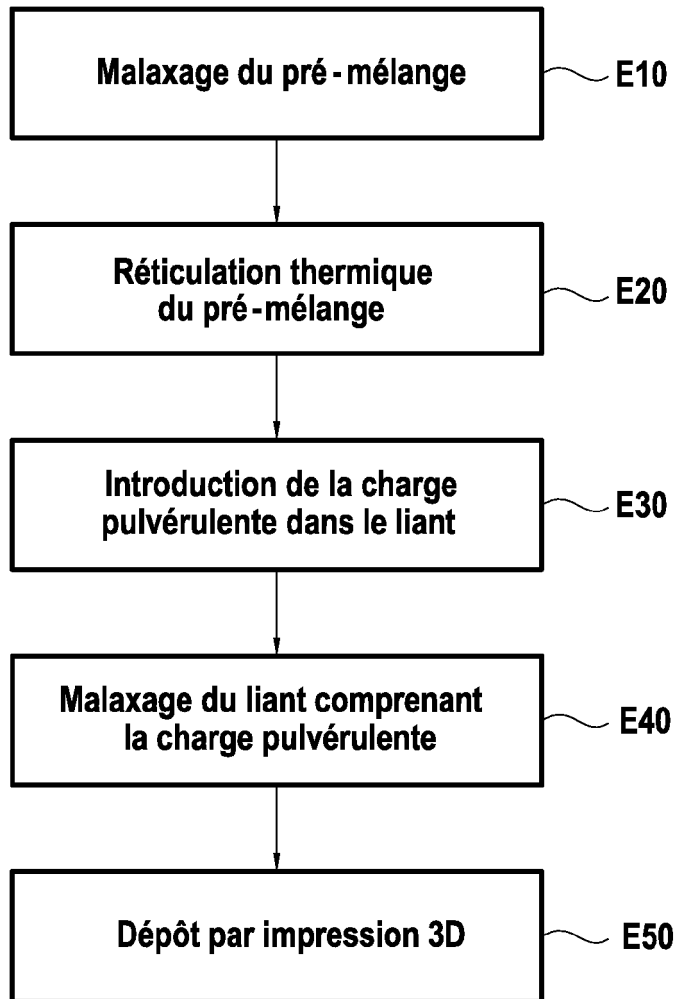 Malaxage du pré-mélange
E10
Réticulation thermique
du pré-mélange
E20
Introduction de la charge
pulvérulente dans le liant
E30
Malaxage du liant comprenant
la charge pulvérulente
E40
Dépôt par impression 3D
E50